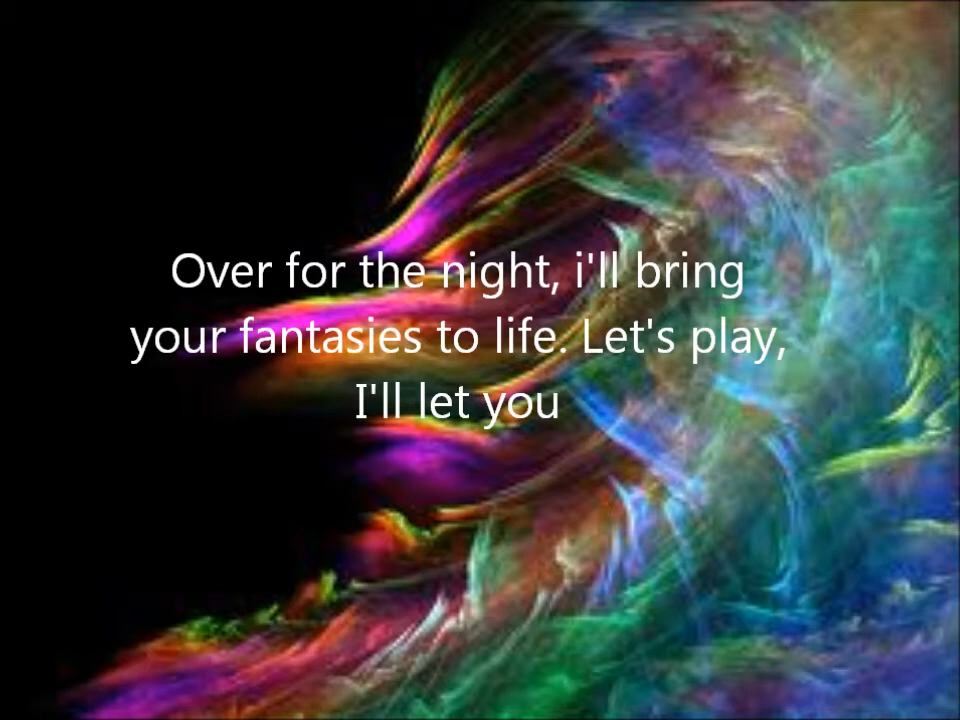 Over for the night, i'll bring
your fantasies to life. Let's play,
I'll let you